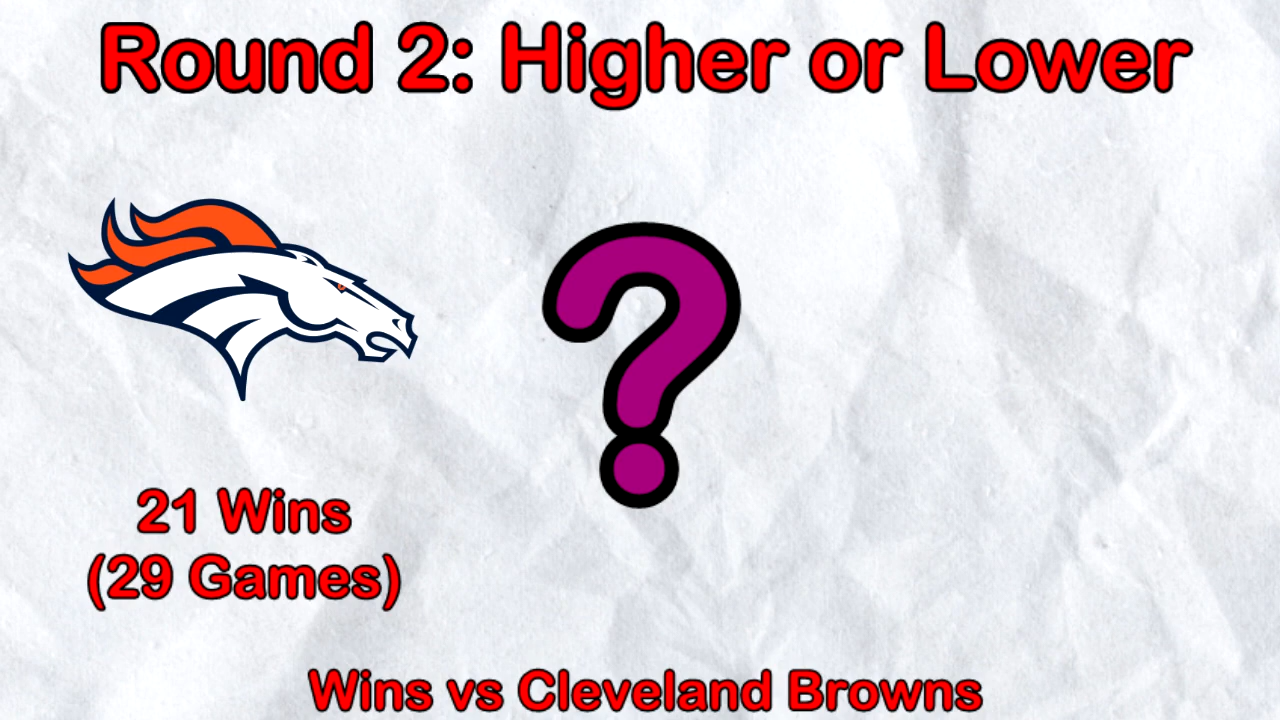 Round 2: Higher or Lower
?
21 Wins
(29 Games)
Wins vs Cleveland Browns